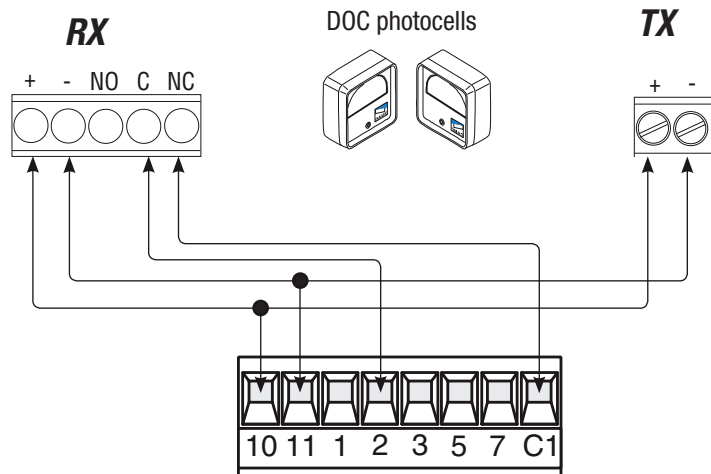 RX
DOC photocells
TX
+ - NO C NC
+ -
10 11 1 2 3 5 7 C1